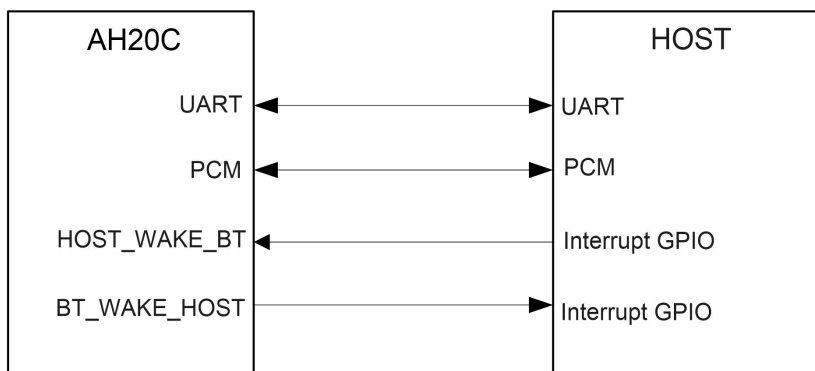 AH20C
HOST
UART
UART
PCM
PCM
HOST_WAKE_BT
Interrupt GPIO
BT_WAKE_HOST
Interrupt GPIO